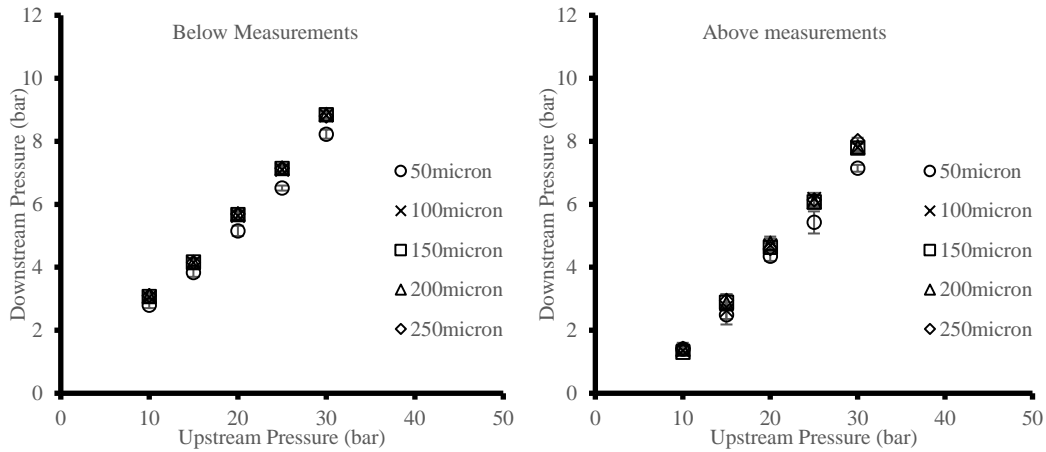 Below Measurements
Downstream Pressure (bar)
12
10
8
6
4
2
0
0 10 20 30 40 50
Upstream Pressure (bar)
50micron
100micron
150micron
200micron
250micron
Above measurements
Downstream Pressure (bar)
12
10
8
6
4
2
0
0 10 20 30 40 50
Upstream Pressure (bar)
50micron
100micron
150micron
200micron
250micron